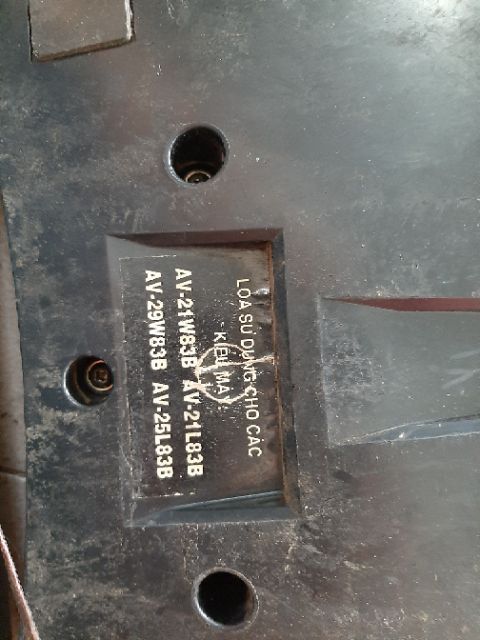 LOA SỬ DỤNG CHO CÁC
KIỂU MÁY:
AV-21W83B AV-21L83B
AV-29W83B AV-25L83B